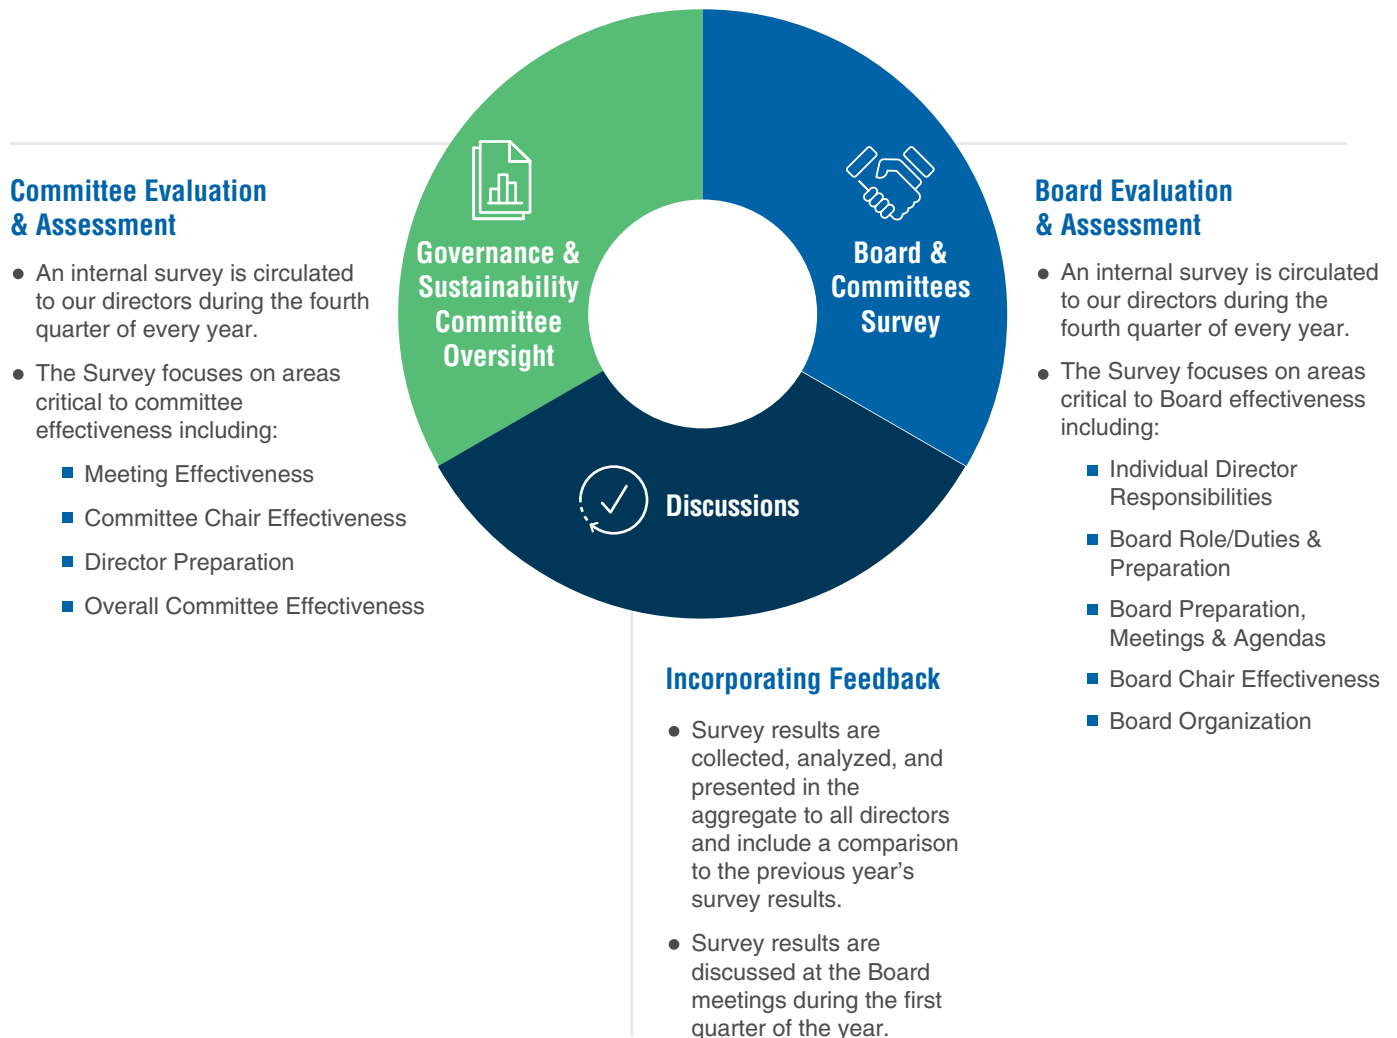 Governance &
Sustainability
Committee
Oversight
Board &
Committees
Survey
Discussions
Committee Evaluation
& Assessment
An internal survey is circulated
to our directors during the fourth
quarter of every year.
The Survey focuses on areas
critical to committee
effectiveness including:
Meeting Effectiveness
Committee Chair Effectiveness
Director Preparation
Overall Committee Effectiveness
Board Evaluation
& Assessment
An internal survey is circulated
to our directors during the
fourth quarter of every year.
The Survey focuses on areas
critical to Board effectiveness
including:
Individual Director
Responsibilities
Board Role/Duties &
Preparation
Board Preparation,
Meetings & Agendas
Board Chair Effectiveness
Board Organization
Incorporating Feedback
Survey results are
collected, analyzed, and
presented in the
aggregate to all directors
and include a comparison
to the previous year’s
survey results.
Survey results are
discussed at the Board
meetings during the first
quarter of the year.